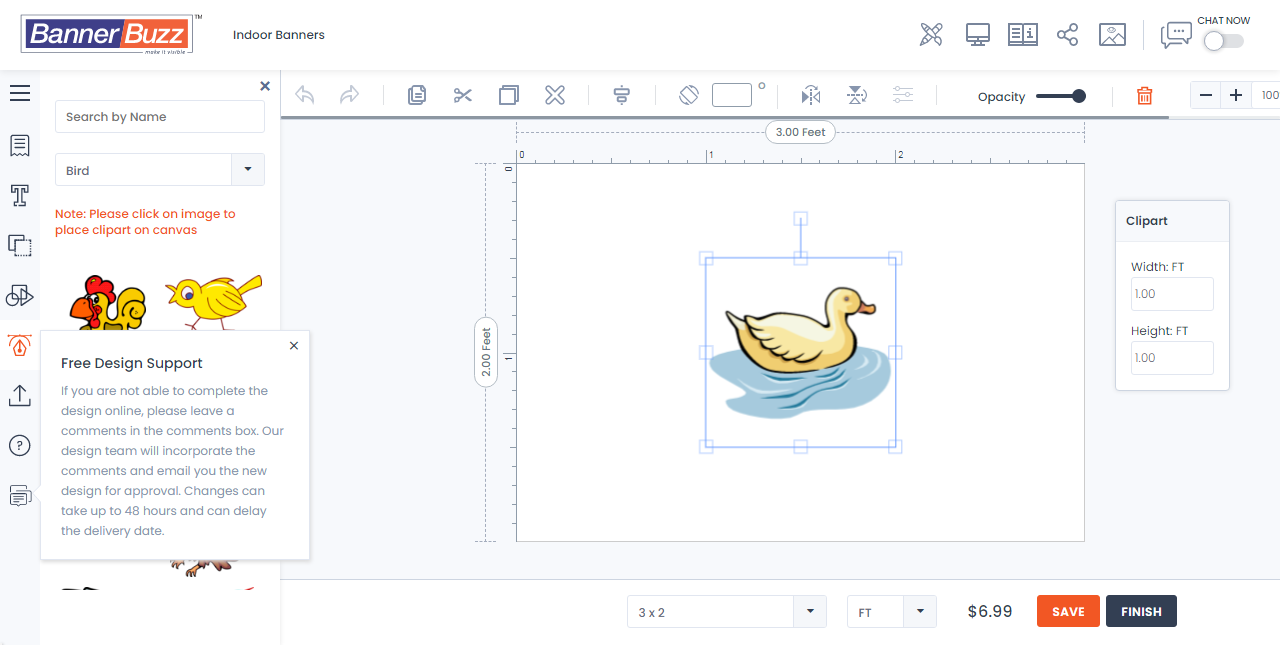 BannerBuzz™
make it visible
Indoor Banners
CHAT NOW
×
Search by Name
Bird
Note: Please click on image to
place clipart on canvas
Opacity
100
3.00 Feet
0
1
2
0
1
2.00 Feet
Clipart
Width: FT
1.00
Height: FT
1.00
Free Design Support
×
If you are not able to complete the
design online, please leave a
comments in the comments box. Our
design team will incorporate the
comments and email you the new
design for approval. Changes can
take up to 48 hours and can delay
the delivery date.
3 x 2
FT
$6.99
SAVE
FINISH